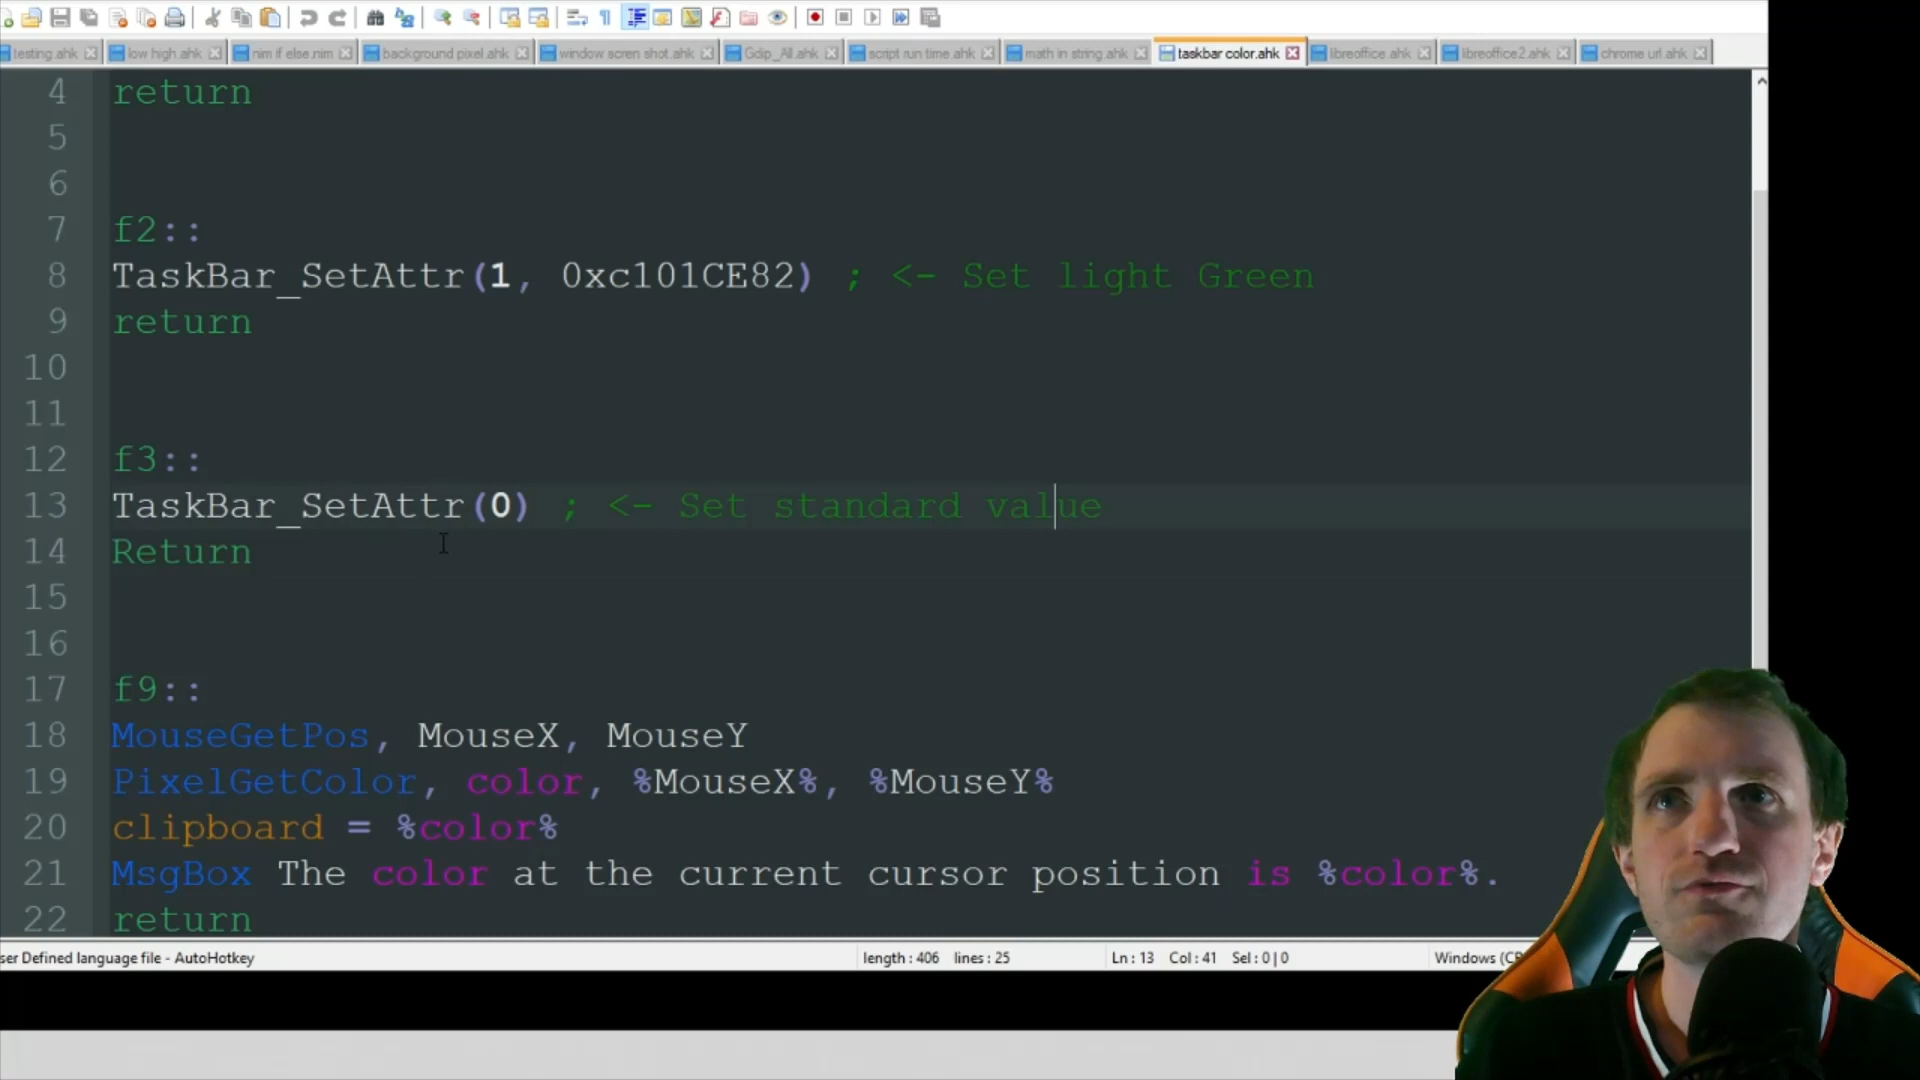 testing.ahk low high.ahk nim if else.nim background pixel.ahk window scren shot.ahk Gdip_All.ahk script run time.ahk math in string.ahk taskbar color.ahk libreoffice.ahk libreoffice2.ahk chrome url.ahk
4 return
5
6
7 f2::
8 TaskBar_SetAttr(1, 0xc101CE82) ; <- Set light Green
9 return
10
11
12 f3::
13 TaskBar_SetAttr(0) ; <- Set standard value
14 Return
15
16
17 f9::
18 MouseGetPos, MouseX, MouseY
19 PixelGetColor, color, %MouseX%, %MouseY%
20 clipboard = %color%
21 MsgBox The color at the current cursor position is %color%.
22 return
ser Defined language file - AutoHotkey length : 406 lines : 25 Ln : 13 Col : 41 Sel : 0 | 0 Windows (CR